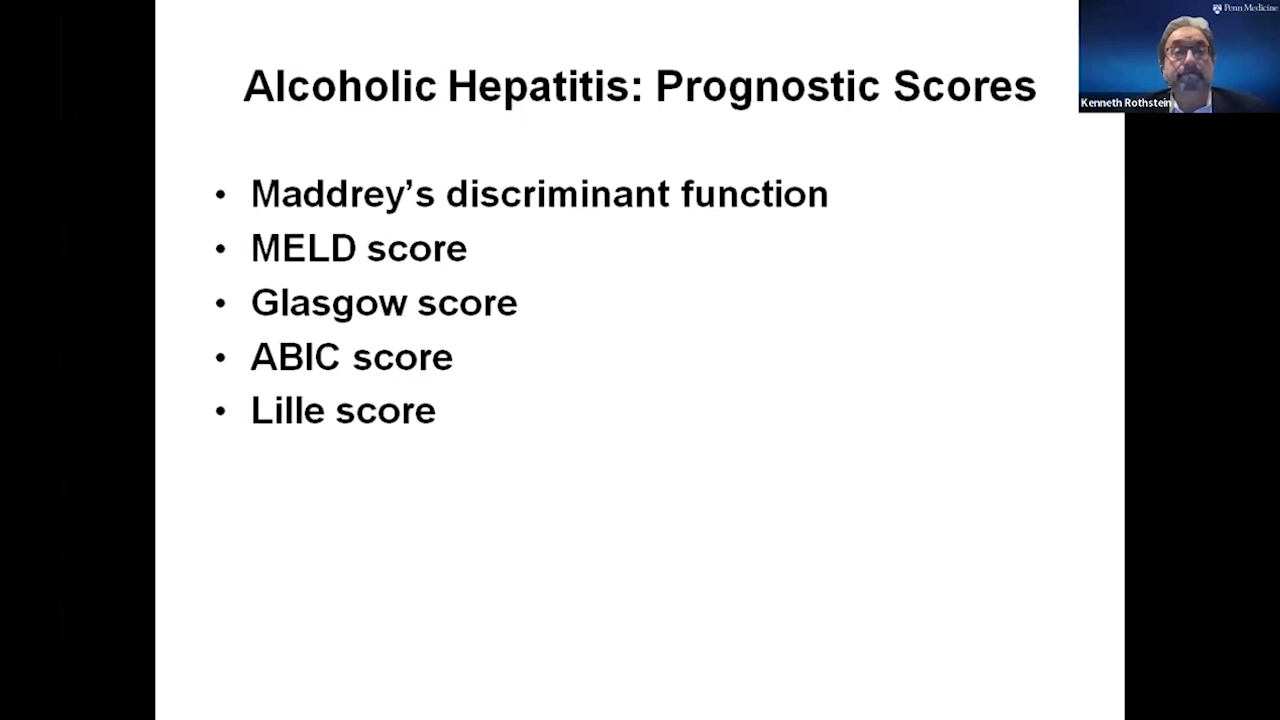 Alcoholic Hepatitis: Prognostic Scores
Penn Medicine
Kenneth Rothstein
• Maddrey’s discriminant function
• MELD score
• Glasgow score
• ABIC score
• Lille score